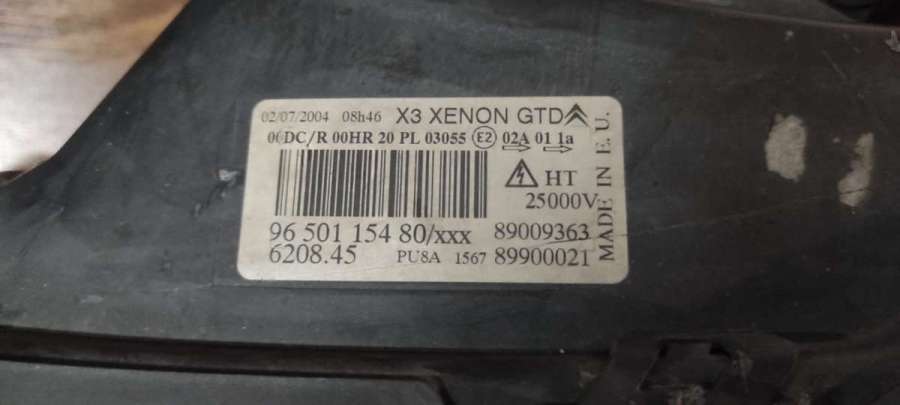 02/07/2004 08h46 X3 XENON GTD
00DC/R 00HR 20 PL 03055 E2 02A 01 1a
HT
25000V
96 501 154 80/xxx 89009363
6208.45 PU8A 1567 89900021
MADE IN E.U.